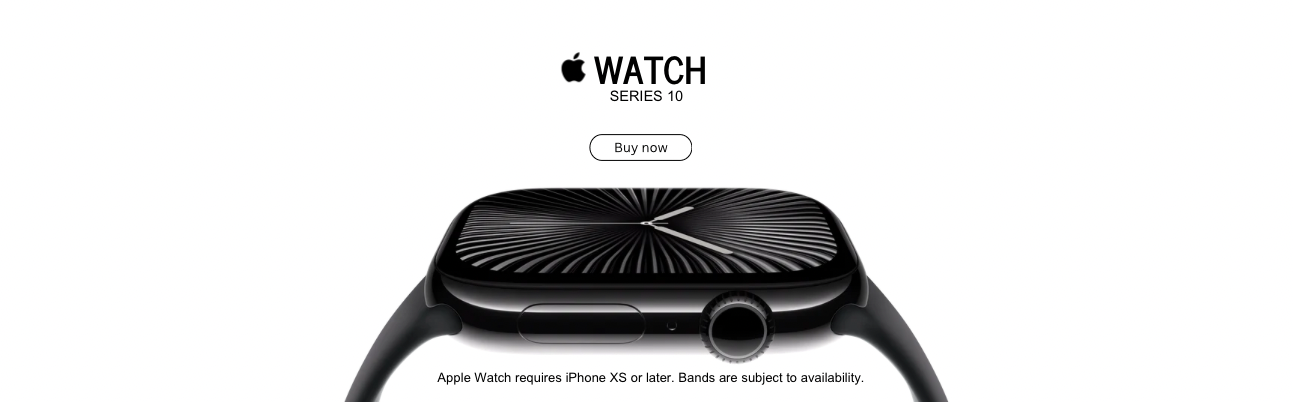 WATCH
SERIES 10
Buy now
Apple Watch requires iPhone XS or later. Bands are subject to availability.